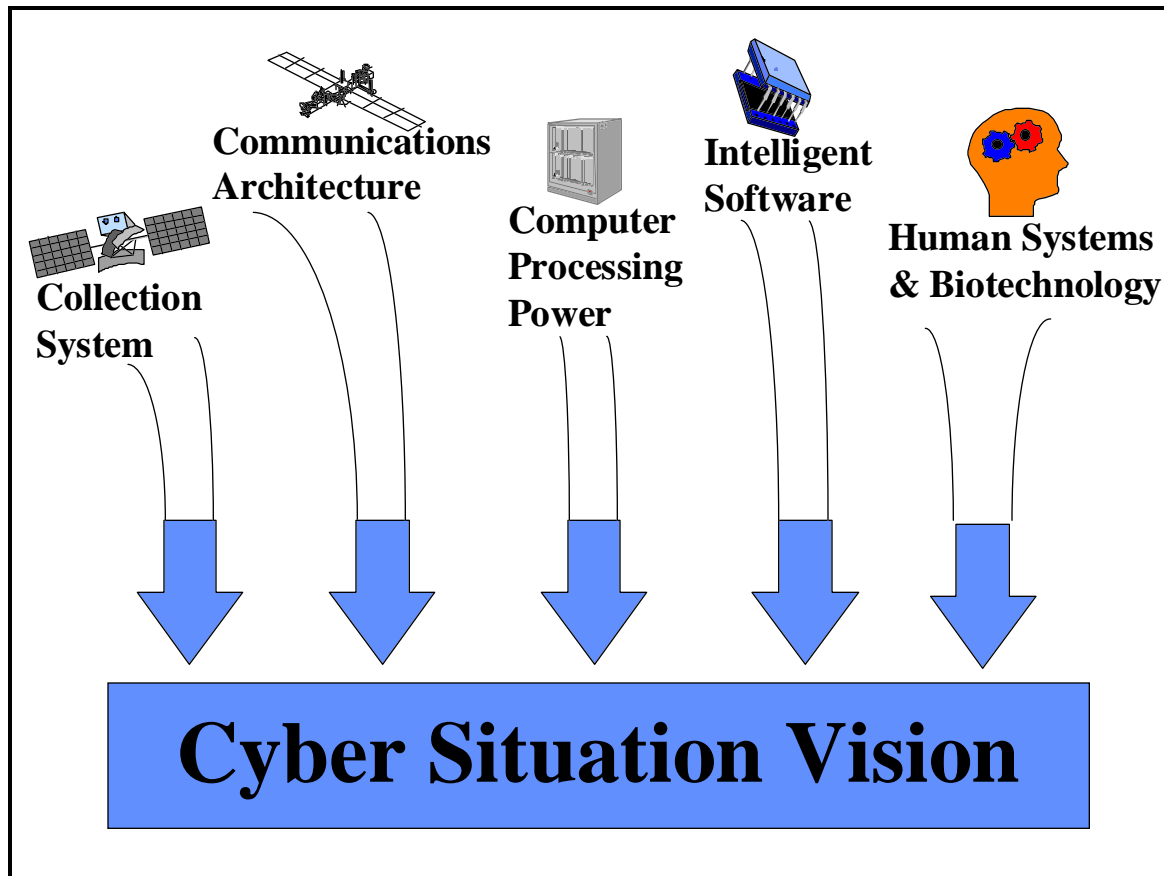 Communications
Architecture
Collection
System
Computer
Processing
Power
Intelligent
Software
Human Systems
& Biotechnology
Cyber Situation Vision